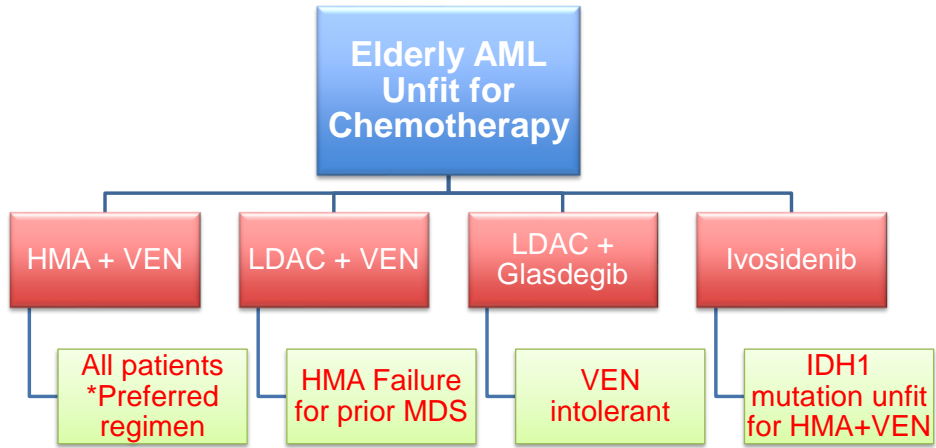 Elderly AML
Unfit for
Chemotherapy
HMA + VEN
LDAC + VEN
LDAC +
Glasdegib
Ivosidenib
All patients
*Preferred
regimen
HMA Failure
for prior MDS
VEN
intolerant
IDH1
mutation unfit
for HMA+VEN